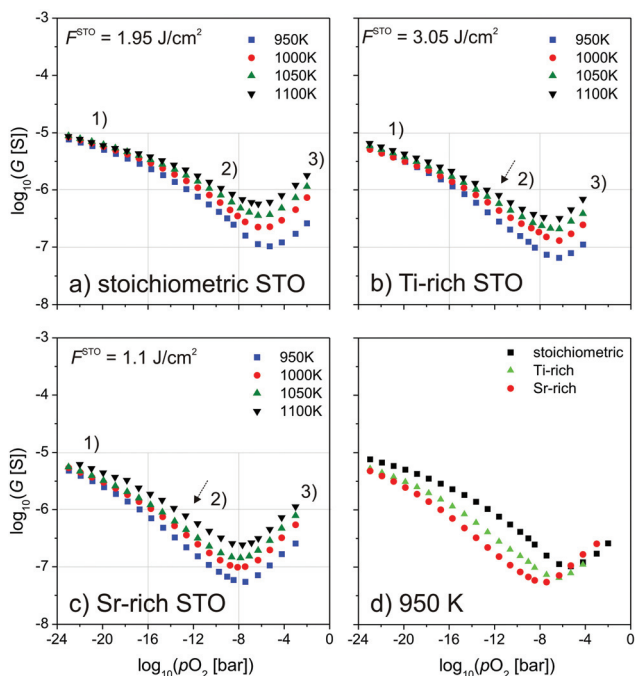 F^STO = 1.95 J/cm²
950K
1000K
1050K
1100K
1)
2)
3)
a) stoichiometric STO
log₁₀(G [S])
-3
-4
-5
-6
-7
-8
F^STO = 3.05 J/cm²
950K
1000K
1050K
1100K
1)
2)
3)
b) Ti-rich STO
F^STO = 1.1 J/cm²
950K
1000K
1050K
1100K
1)
2)
3)
c) Sr-rich STO
log₁₀(G [S])
-3
-4
-5
-6
-7
-8
-24 -20 -16 -12 -8 -4
log₁₀(pO₂ [bar])
stoichiometric
Ti-rich
Sr-rich
d) 950 K
-24 -20 -16 -12 -8 -4 0
log₁₀(pO₂ [bar])